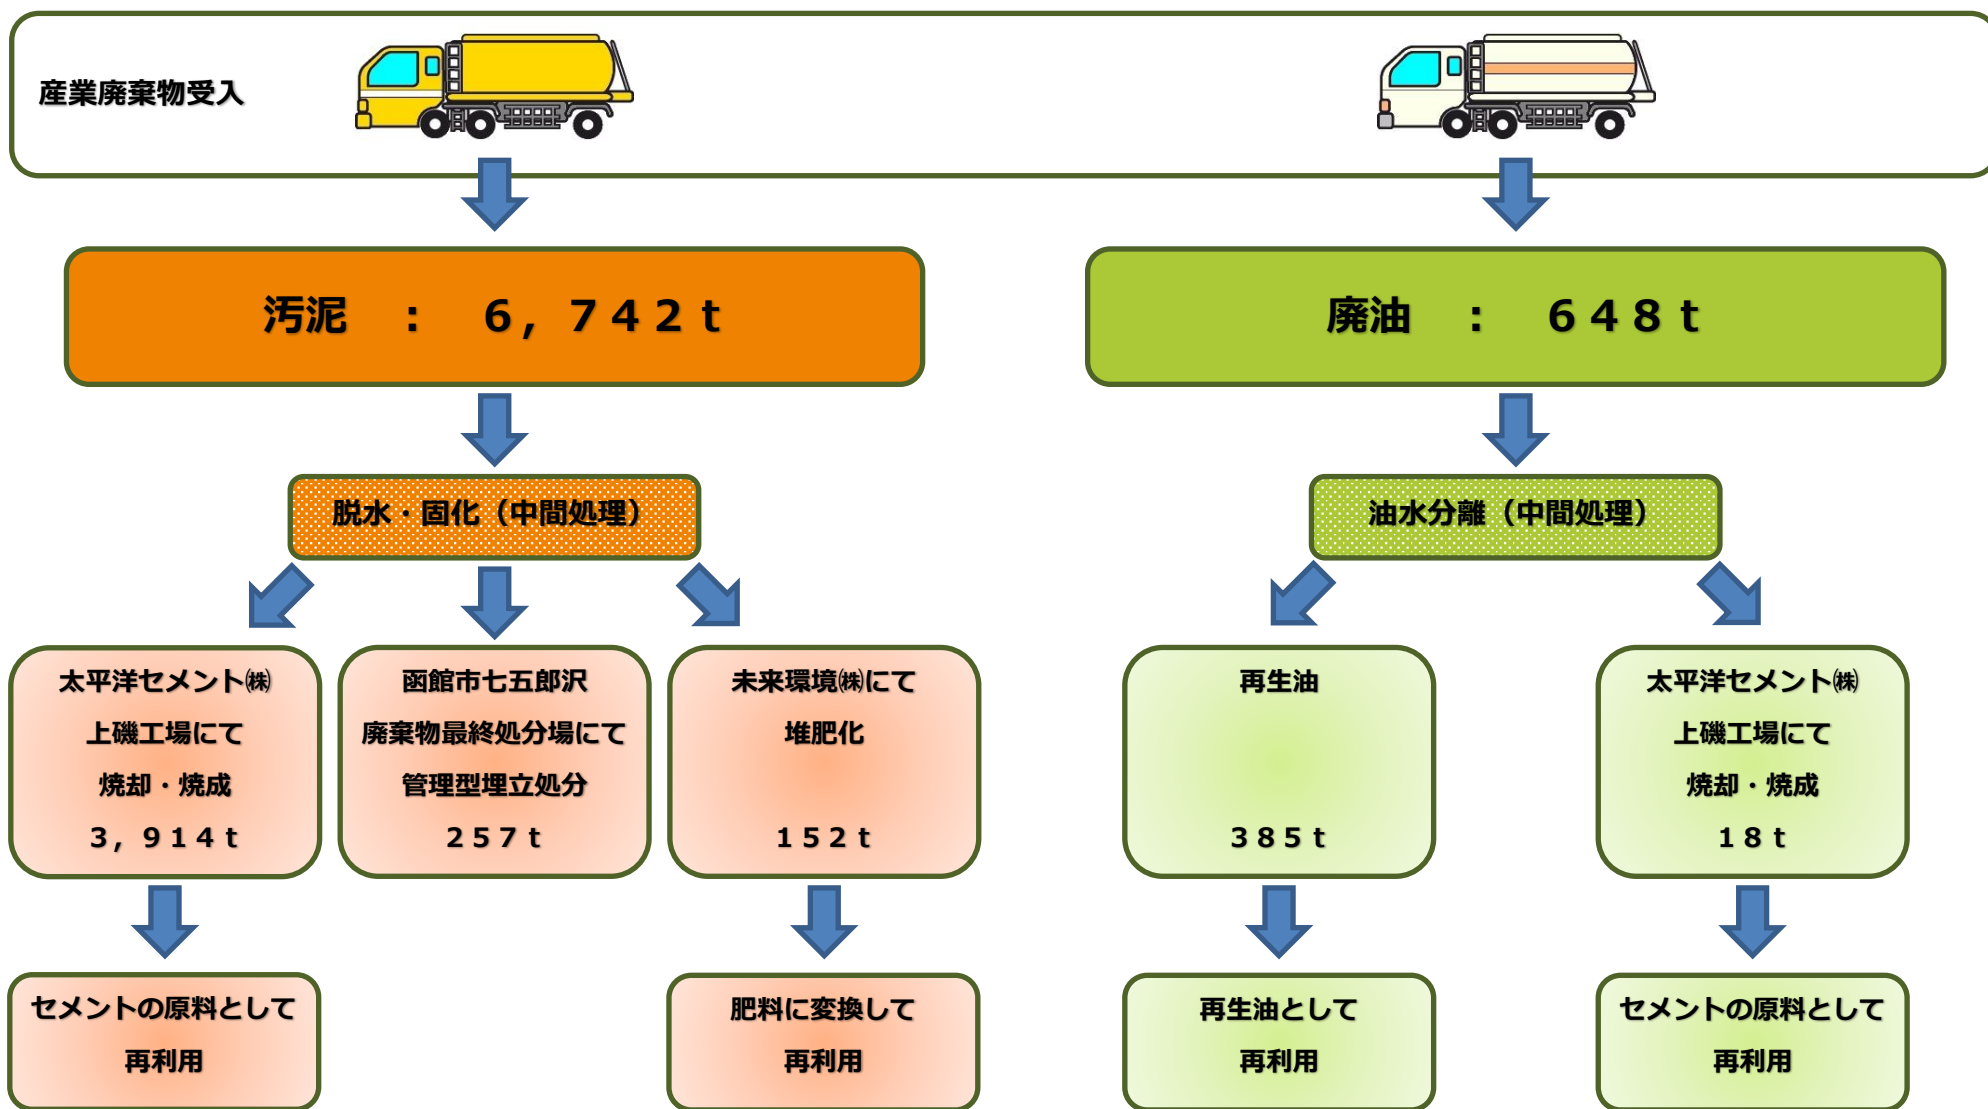 産業廃棄物受入
汚泥　：　６，７４２ｔ
廃油　：　６４８ｔ
脱水・固化（中間処理）
油水分離（中間処理）
太平洋セメント㈱
上磯工場にて
焼却・焼成
３，９１４ｔ
函館市七五郎沢
廃棄物最終処分場にて
管理型埋立処分
２５７ｔ
未来環境㈱にて
堆肥化
１５２ｔ
再生油
３８５ｔ
太平洋セメント㈱
上磯工場にて
焼却・焼成
１８ｔ
セメントの原料として
再利用
肥料に変換して
再利用
再生油として
再利用
セメントの原料として
再利用